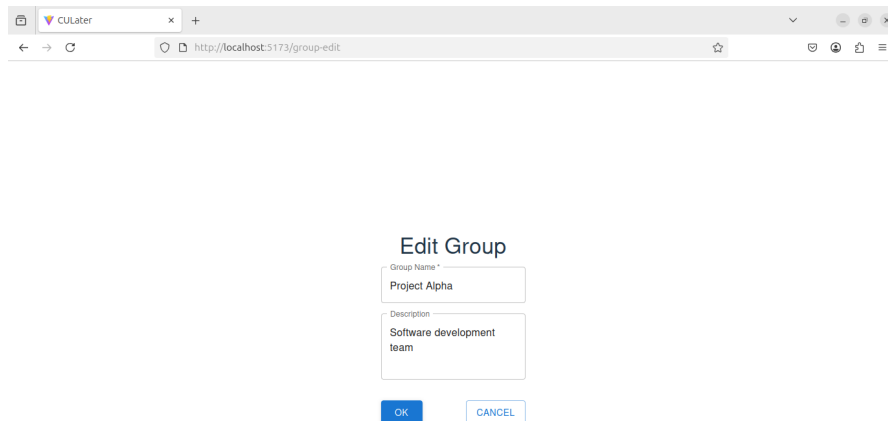 CULater
http://localhost:5173/group-edit
Edit Group
Group Name *
Project Alpha
Description
Software development
team
OK
CANCEL